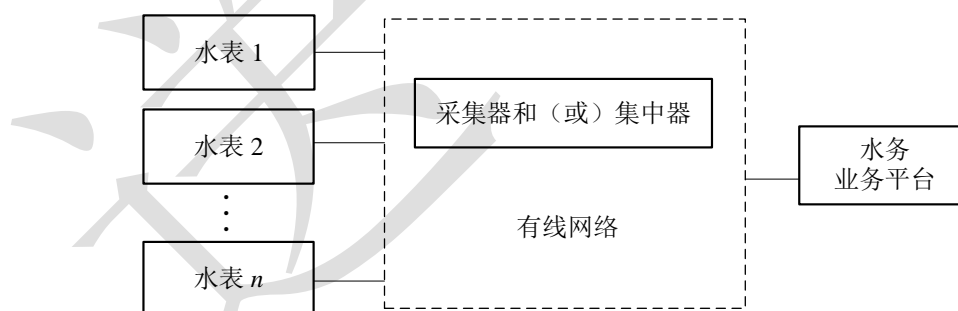 水表 1
采集器和（或）集中器
水表 2
水务
业务平台
有线网络
水表 n